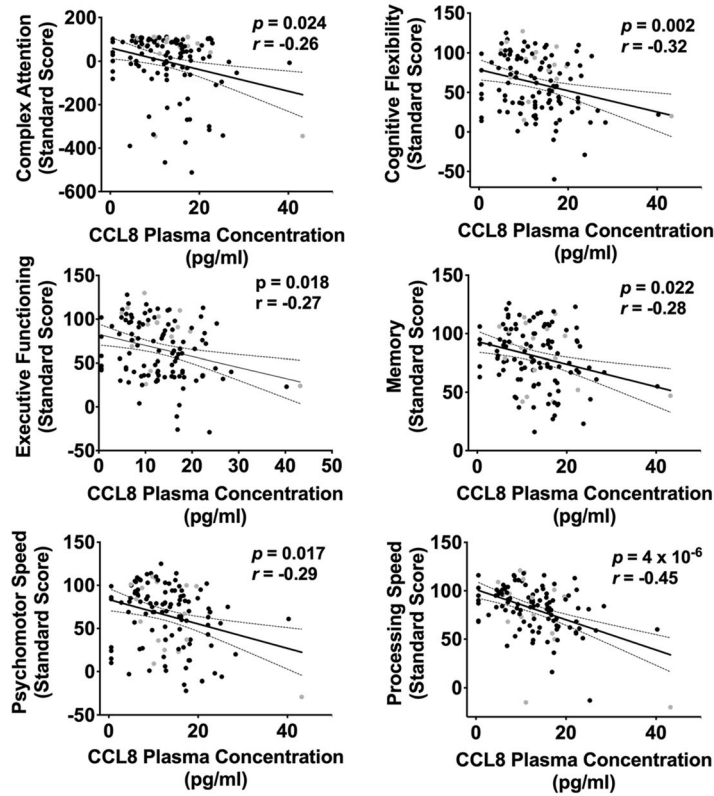 Complex Attention
(Standard Score)
200
0
-200
-400
-600
p = 0.024
r = -0.26
0
20
40
CCL8 Plasma Concentration
(pg/ml)
Cognitive Flexibility
(Standard Score)
150
100
50
0
-50
p = 0.002
r = -0.32
0
20
40
CCL8 Plasma Concentration
(pg/ml)
Executive Functioning
(Standard Score)
150
100
50
0
-50
p = 0.018
r = -0.27
0
10
20
30
40
50
CCL8 Plasma Concentration
(pg/ml)
Memory
(Standard Score)
150
100
50
0
p = 0.022
r = -0.28
0
20
40
CCL8 Plasma Concentration
(pg/ml)
Psychomotor Speed
(Standard Score)
150
100
50
0
-50
p = 0.017
r = -0.29
0
20
40
CCL8 Plasma Concentration
(pg/ml)
Processing Speed
(Standard Score)
150
100
50
0
p = 4 x 10⁻⁶
r = -0.45
0
20
40
CCL8 Plasma Concentration
(pg/ml)